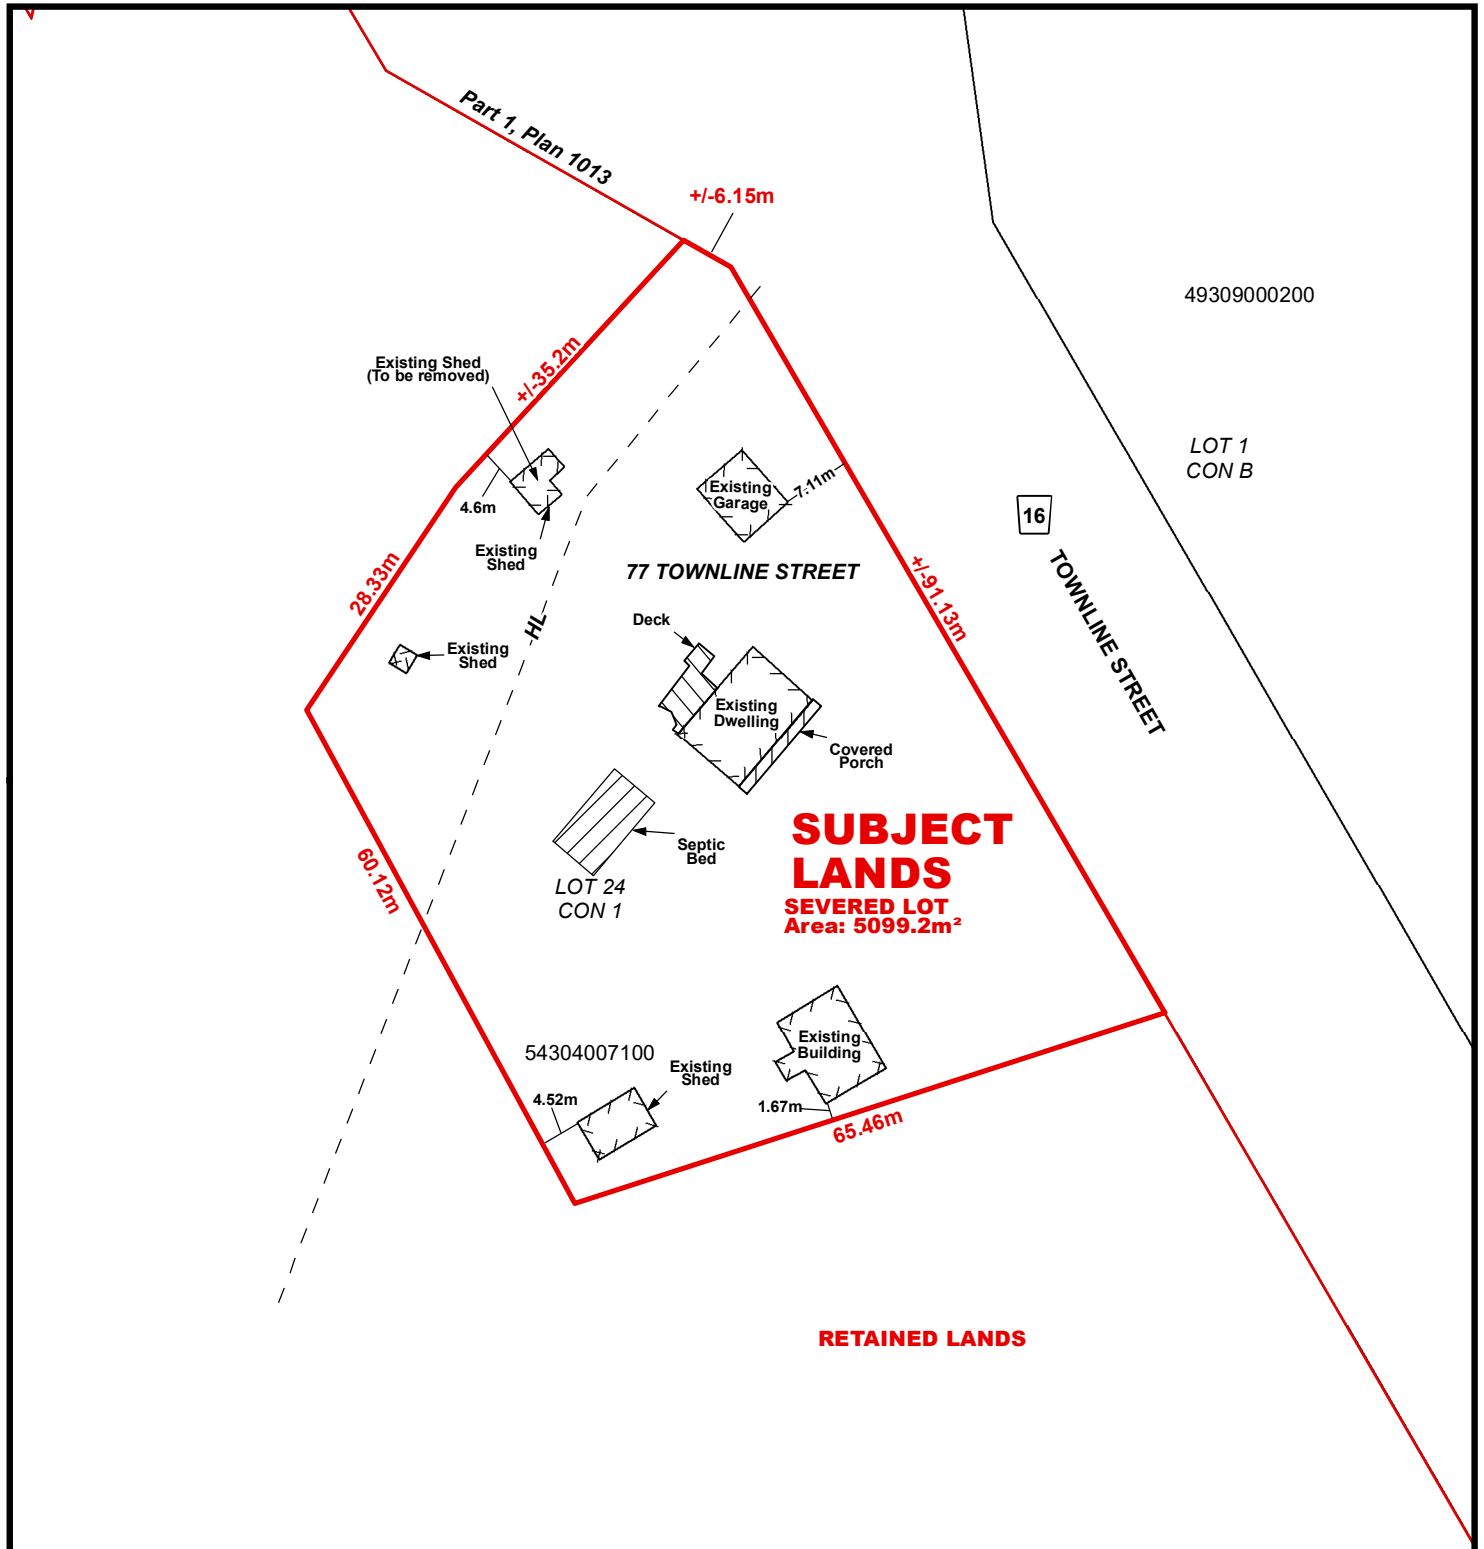 Part 1, Plan 1013
+/-6.15m
49309000200
+/-35.2m
Existing Shed
(To be removed)
LOT 1
CON B
4.6m
Existing
Garage
7.11m
16
Existing
Shed
77 TOWNLINE STREET
+/-91.13m
TOWNLINE STREET
28.33m
HL
Deck
Existing
Shed
Existing
Dwelling
Covered
Porch
SUBJECT
LANDS
SEVERED LOT
Area: 5099.2m²
Septic
Bed
60.12m
LOT 24
CON 1
54304007100
Existing
Building
Existing
Shed
4.52m
1.67m
65.46m
RETAINED LANDS